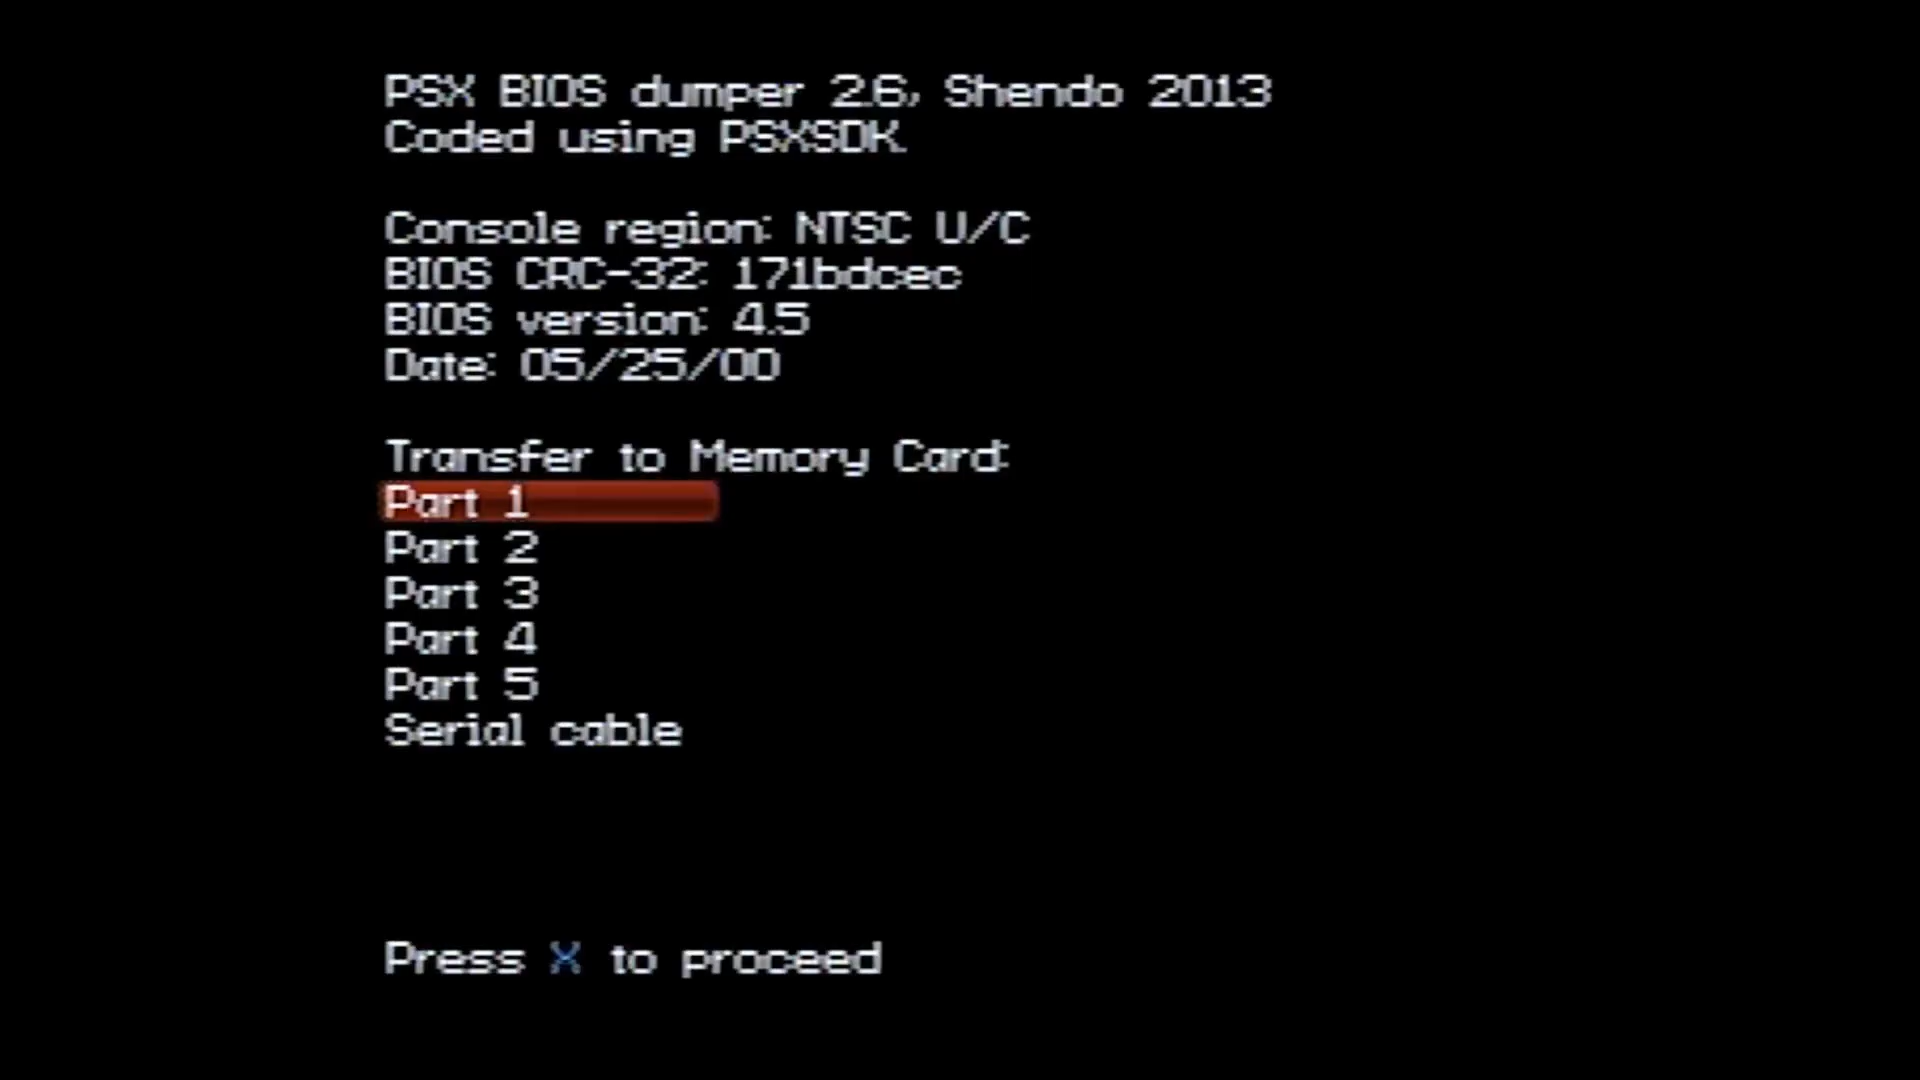 PSX BIOS dumper 2.6, Shendo 2013
Coded using PSXSDK.
Console region: NTSC U/C
BIOS CRC-32: 171bdcec
BIOS version: 4.5
Date: 05/25/00
Transfer to Memory Card:
Part 1
Part 2
Part 3
Part 4
Part 5
Serial cable
Press X to proceed